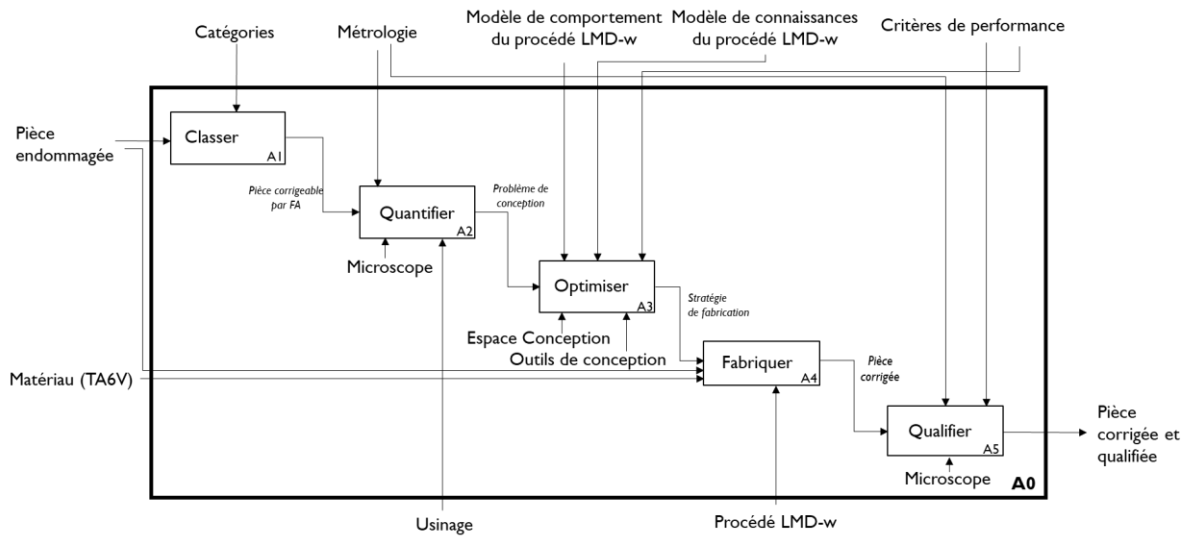 Catégories
Métrologie
Modèle de comportement
du procédé LMD-w
Modèle de connaissances
du procédé LMD-w
Critères de performance
Pièce
endommagée
Classer
A1
Pièce corrigeable
par FA
Quantifier
A2
Microscope
Problème de
conception
Optimiser
A3
Espace Conception
Outils de conception
Stratégie
de fabrication
Matériau (TA6V)
Fabriquer
A4
Pièce
corrigée
Qualifier
A5
Microscope
A0
Pièce
corrigée et
qualifiée
Usinage
Procédé LMD-w